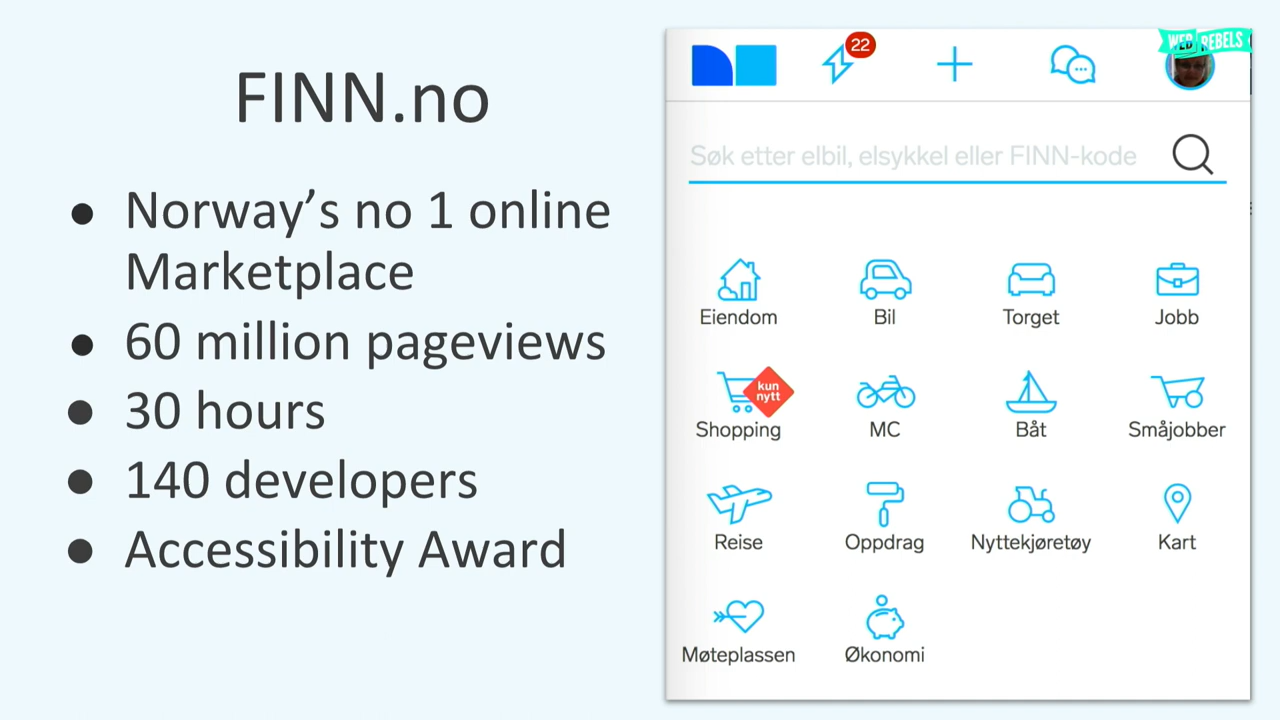 FINN.no
● Norway’s no 1 online
Marketplace
● 60 million pageviews
● 30 hours
● 140 developers
● Accessibility Award
22
WEB REBELS
Søk etter elbil, elsykkel eller FINN-kode
Eiendom Bil Torget Jobb
kun
nytt
Shopping MC Båt Småjobber
Reise Oppdrag Nyttekjøretøy Kart
Møteplassen Økonomi